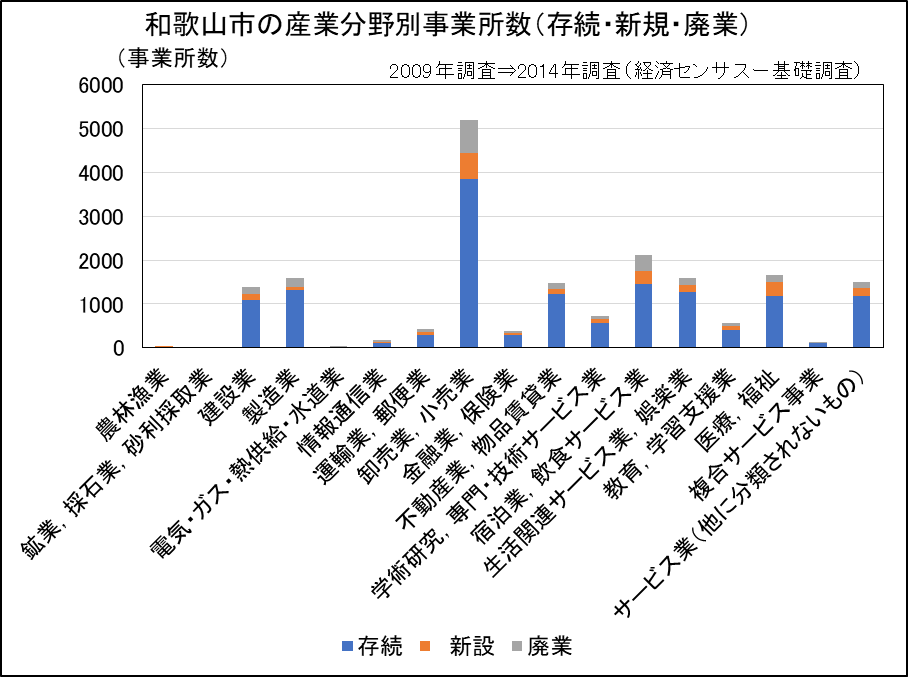 和歌山市の産業分野別事業所数（存続・新規・廃業）
（事業所数）
2009年調査⇒2014年調査（経済センサスー基礎調査）
6000
5000
4000
3000
2000
1000
0
農林漁業
鉱業，採石業，砂利採取業
建設業
製造業
電気・ガス・熱供給・水道業
情報通信業
運輸業，郵便業
卸売業，小売業
金融業，保険業
不動産業，物品賃貸業
学術研究，専門・技術サービス業
宿泊業，飲食サービス業
生活関連サービス業，娯楽業
教育，学習支援業
医療，福祉
複合サービス事業
サービス業（他に分類されないもの）
存続 新設 廃業